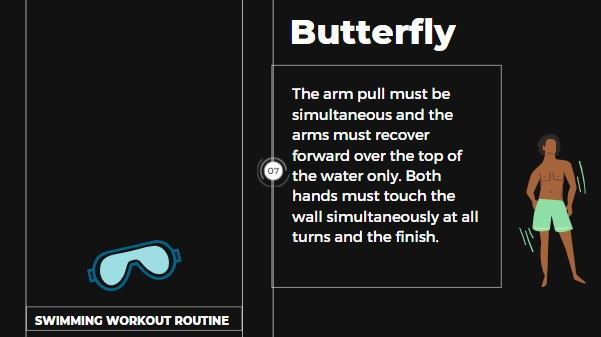 Butterfly
The arm pull must be
simultaneous and the
arms must recover
forward over the top of
the water only. Both
hands must touch the
wall simultaneously at all
turns and the finish.
07
SWIMMING WORKOUT ROUTINE